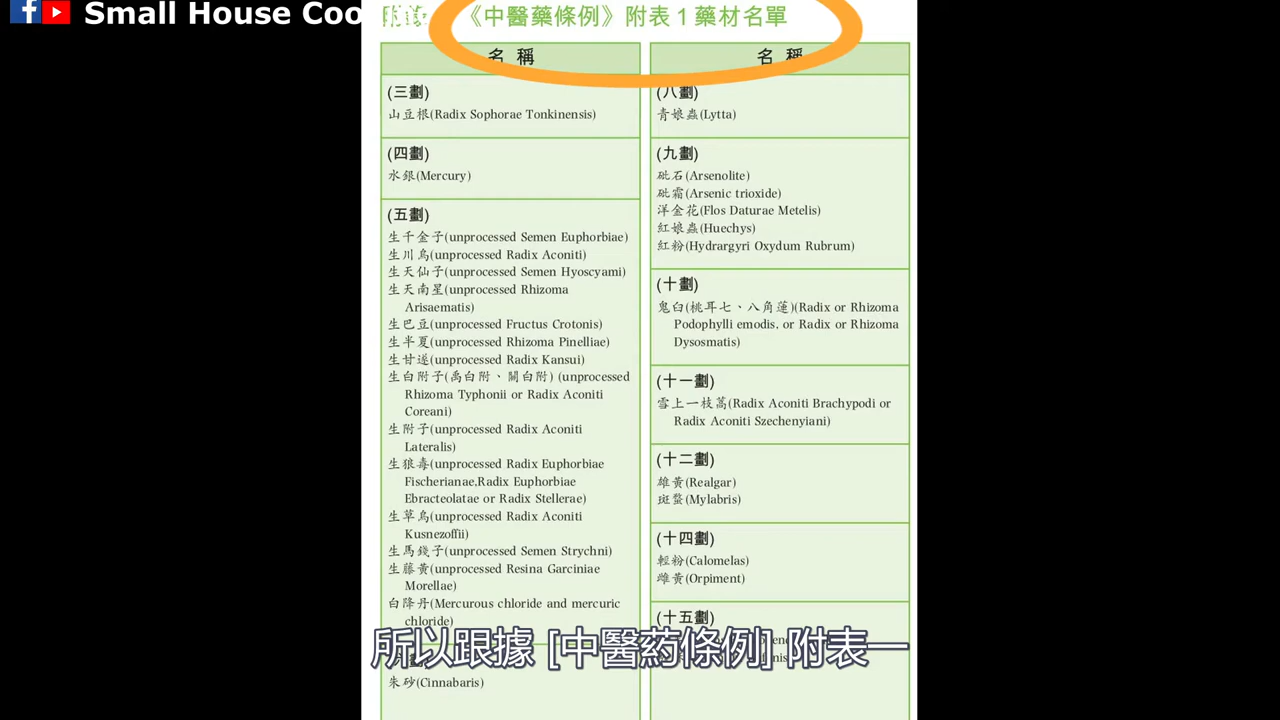 Small House Coo
《中醫藥條例》附表1藥材名單
名 稱
(三劃)
山豆根(Radix Sophorae Tonkinensis)
(四劃)
水銀(Mercury)
(五劃)
生千金子(unprocessed Semen Euphorbiae)
生川烏(unprocessed Radix Aconiti)
生天仙子(unprocessed Semen Hyoscyami)
生天南星(unprocessed Rhizoma
Arisaematis)
生巴豆(unprocessed Fructus Crotonis)
生半夏(unprocessed Rhizoma Pinelliae)
生甘遂(unprocessed Radix Kansui)
生白附子(禹白附、關白附) (unprocessed
Rhizoma Typhonii or Radix Aconiti
Coreani)
生附子(unprocessed Radix Aconiti
Lateralis)
生狼毒(unprocessed Radix Euphorbiae
Fischerianae,Radix Euphorbiae
Ebracteolatae or Radix Stellerae)
生草烏(unprocessed Radix Aconiti
Kusnezoffii)
生馬錢子(unprocessed Semen Strychni)
生藤黃(unprocessed Resina Garciniae
Morellae)
白降丹(Mercurous chloride and mercuric
chloride)
朱砂(Cinnabaris)
名 稱
(八劃)
青娘蟲(Lytta)
(九劃)
砒石(Arsenolite)
砒霜(Arsenic trioxide)
洋金花(Flos Daturae Metelis)
紅娘蟲(Huechys)
紅粉(Hydrargyri Oxydum Rubrum)
(十劃)
鬼臼(桃耳七、八角蓮)(Radix or Rhizoma
Podophylli emodis, or Radix or Rhizoma
Dysosmatis)
(十一劃)
雪上一枝蒿(Radix Aconiti Brachypodi or
Radix Aconiti Szechenyiani)
(十二劃)
雄黃(Realgar)
斑蝥(Mylabris)
(十四劃)
輕粉(Calomelas)
雌黃(Orpiment)
(十五劃)
所以跟據 [中醫葯條例] 附表一